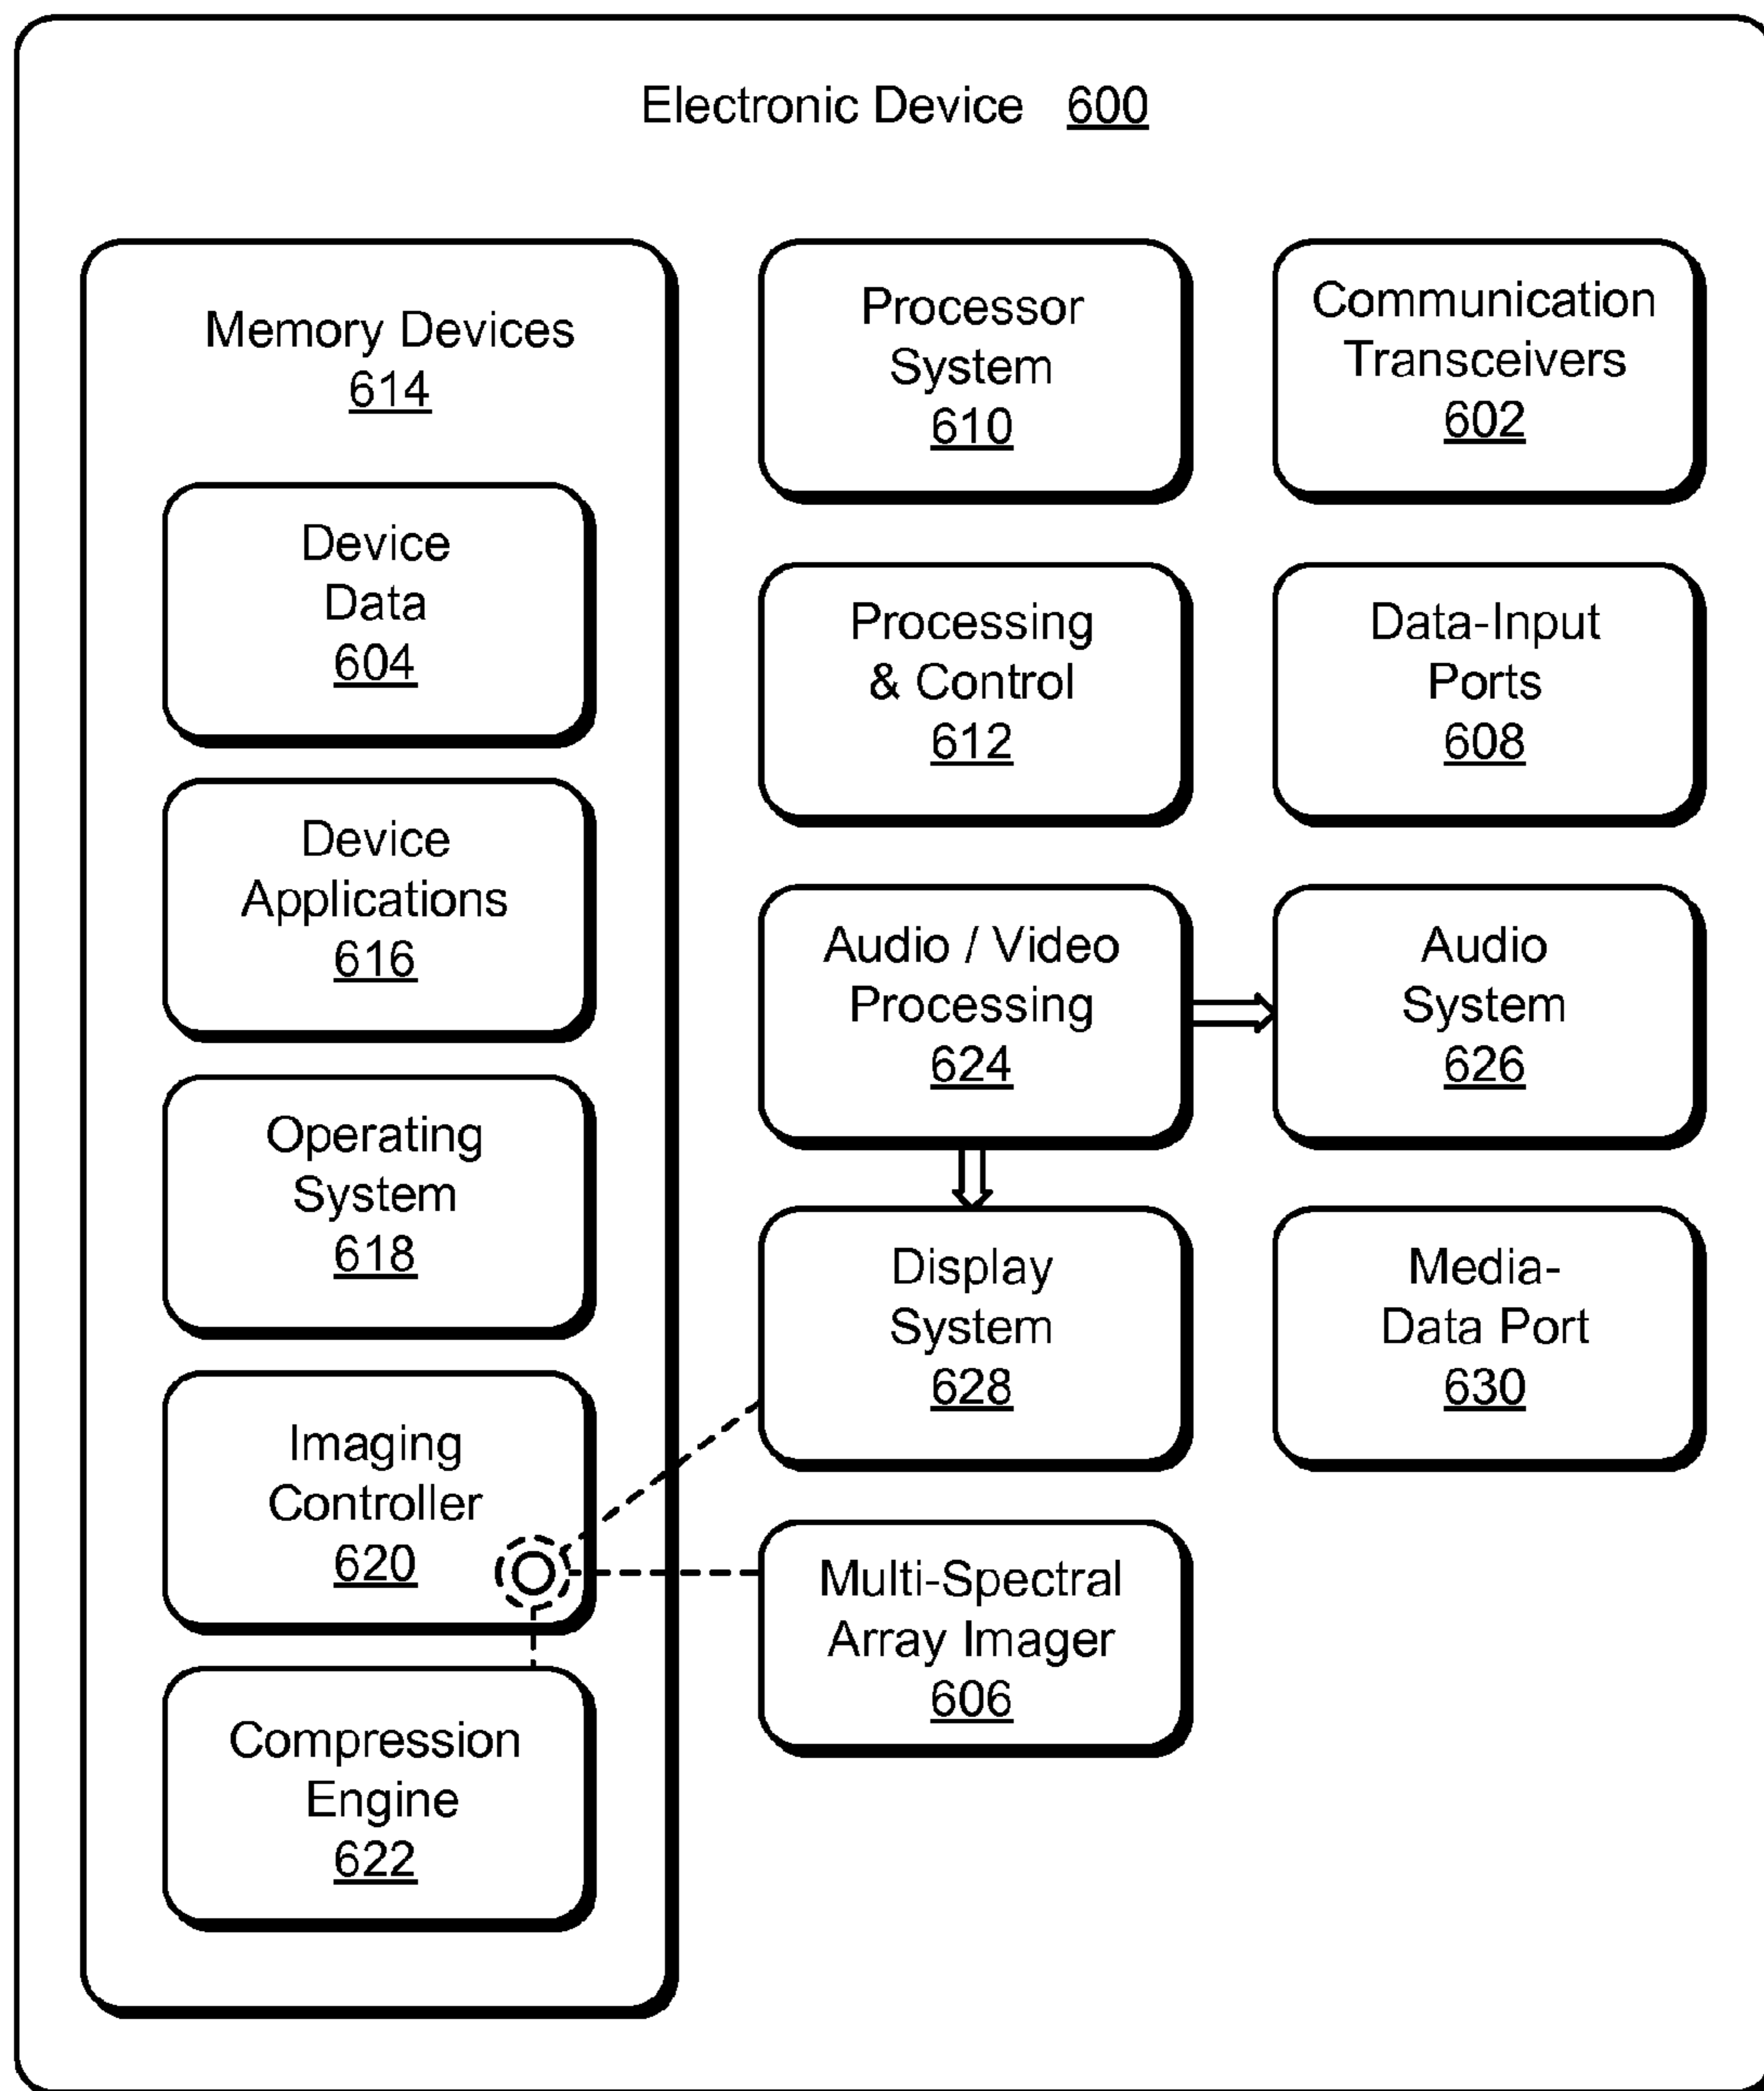 Electronic Device 600
Memory Devices
614
Device
Data
604
Device
Applications
616
Operating
System
618
Imaging
Controller
620
Compression
Engine
622
Processor
System
610
Communication
Transceivers
602
Processing
& Control
612
Data-Input
Ports
608
Audio / Video
Processing
624
Audio
System
626
Display
System
628
Media-
Data Port
630
Multi-Spectral
Array Imager
606